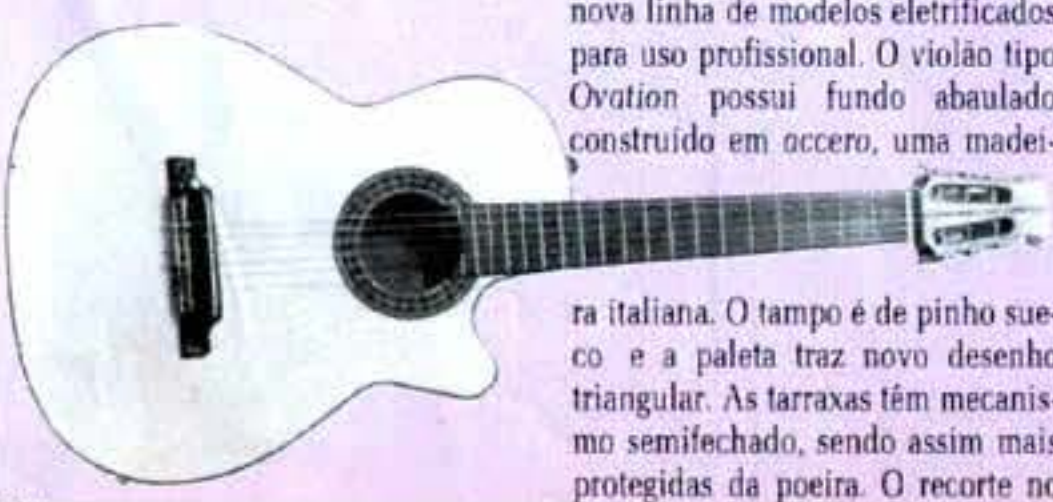 nova linha de modelos eletrificados
para uso profissional. O violão tipo
Ovation possui fundo abaulado
construído em accero, uma madei-
ra italiana. O tampo é de pinho sue-
co e a paleta traz novo desenho
triangular. As tarraxas têm mecanis-
mo semifechado, sendo assim mais
protegidas da poeira. O recorte no